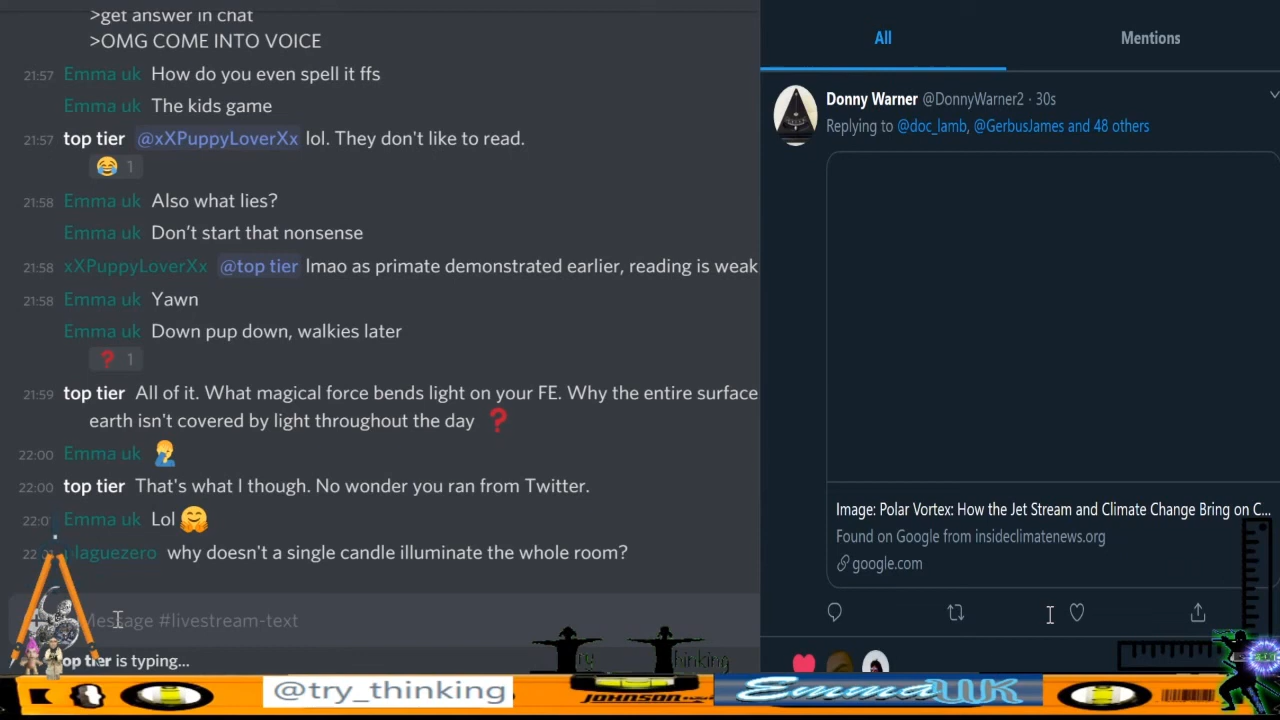 >get answer in chat
>OMG COME INTO VOICE
21:57 Emma uk How do you even spell it ffs
Emma uk The kids game
21:57 top tier @xXPuppyLoverXx lol. They don't like to read.
1
21:58 Emma uk Also what lies?
Emma uk Don't start that nonsense
21:58 xXPuppyLoverXx @top tier lmao as primate demonstrated earlier, reading is weak
21:58 Emma uk Yawn
Emma uk Down pup down, walkies later
1
21:59 top tier All of it. What magical force bends light on your FE. Why the entire surface
earth isn't covered by light throughout the day
22:00 Emma uk
22:00 top tier That's what I though. No wonder you ran from Twitter.
Emma uk Lol
why doesn't a single candle illuminate the whole room?
Message #livestream-text
top tier is typing...
All
Mentions
Donny Warner @DonnyWarner2 · 30s
Replying to @doc_lamb, @GerbusJames and 48 others
Image: Polar Vortex: How the Jet Stream and Climate Change Bring on C...
Found on Google from insideclimatenews.org
google.com
Try Thinking
@try_thinking
JOHNSON
EmmaUK